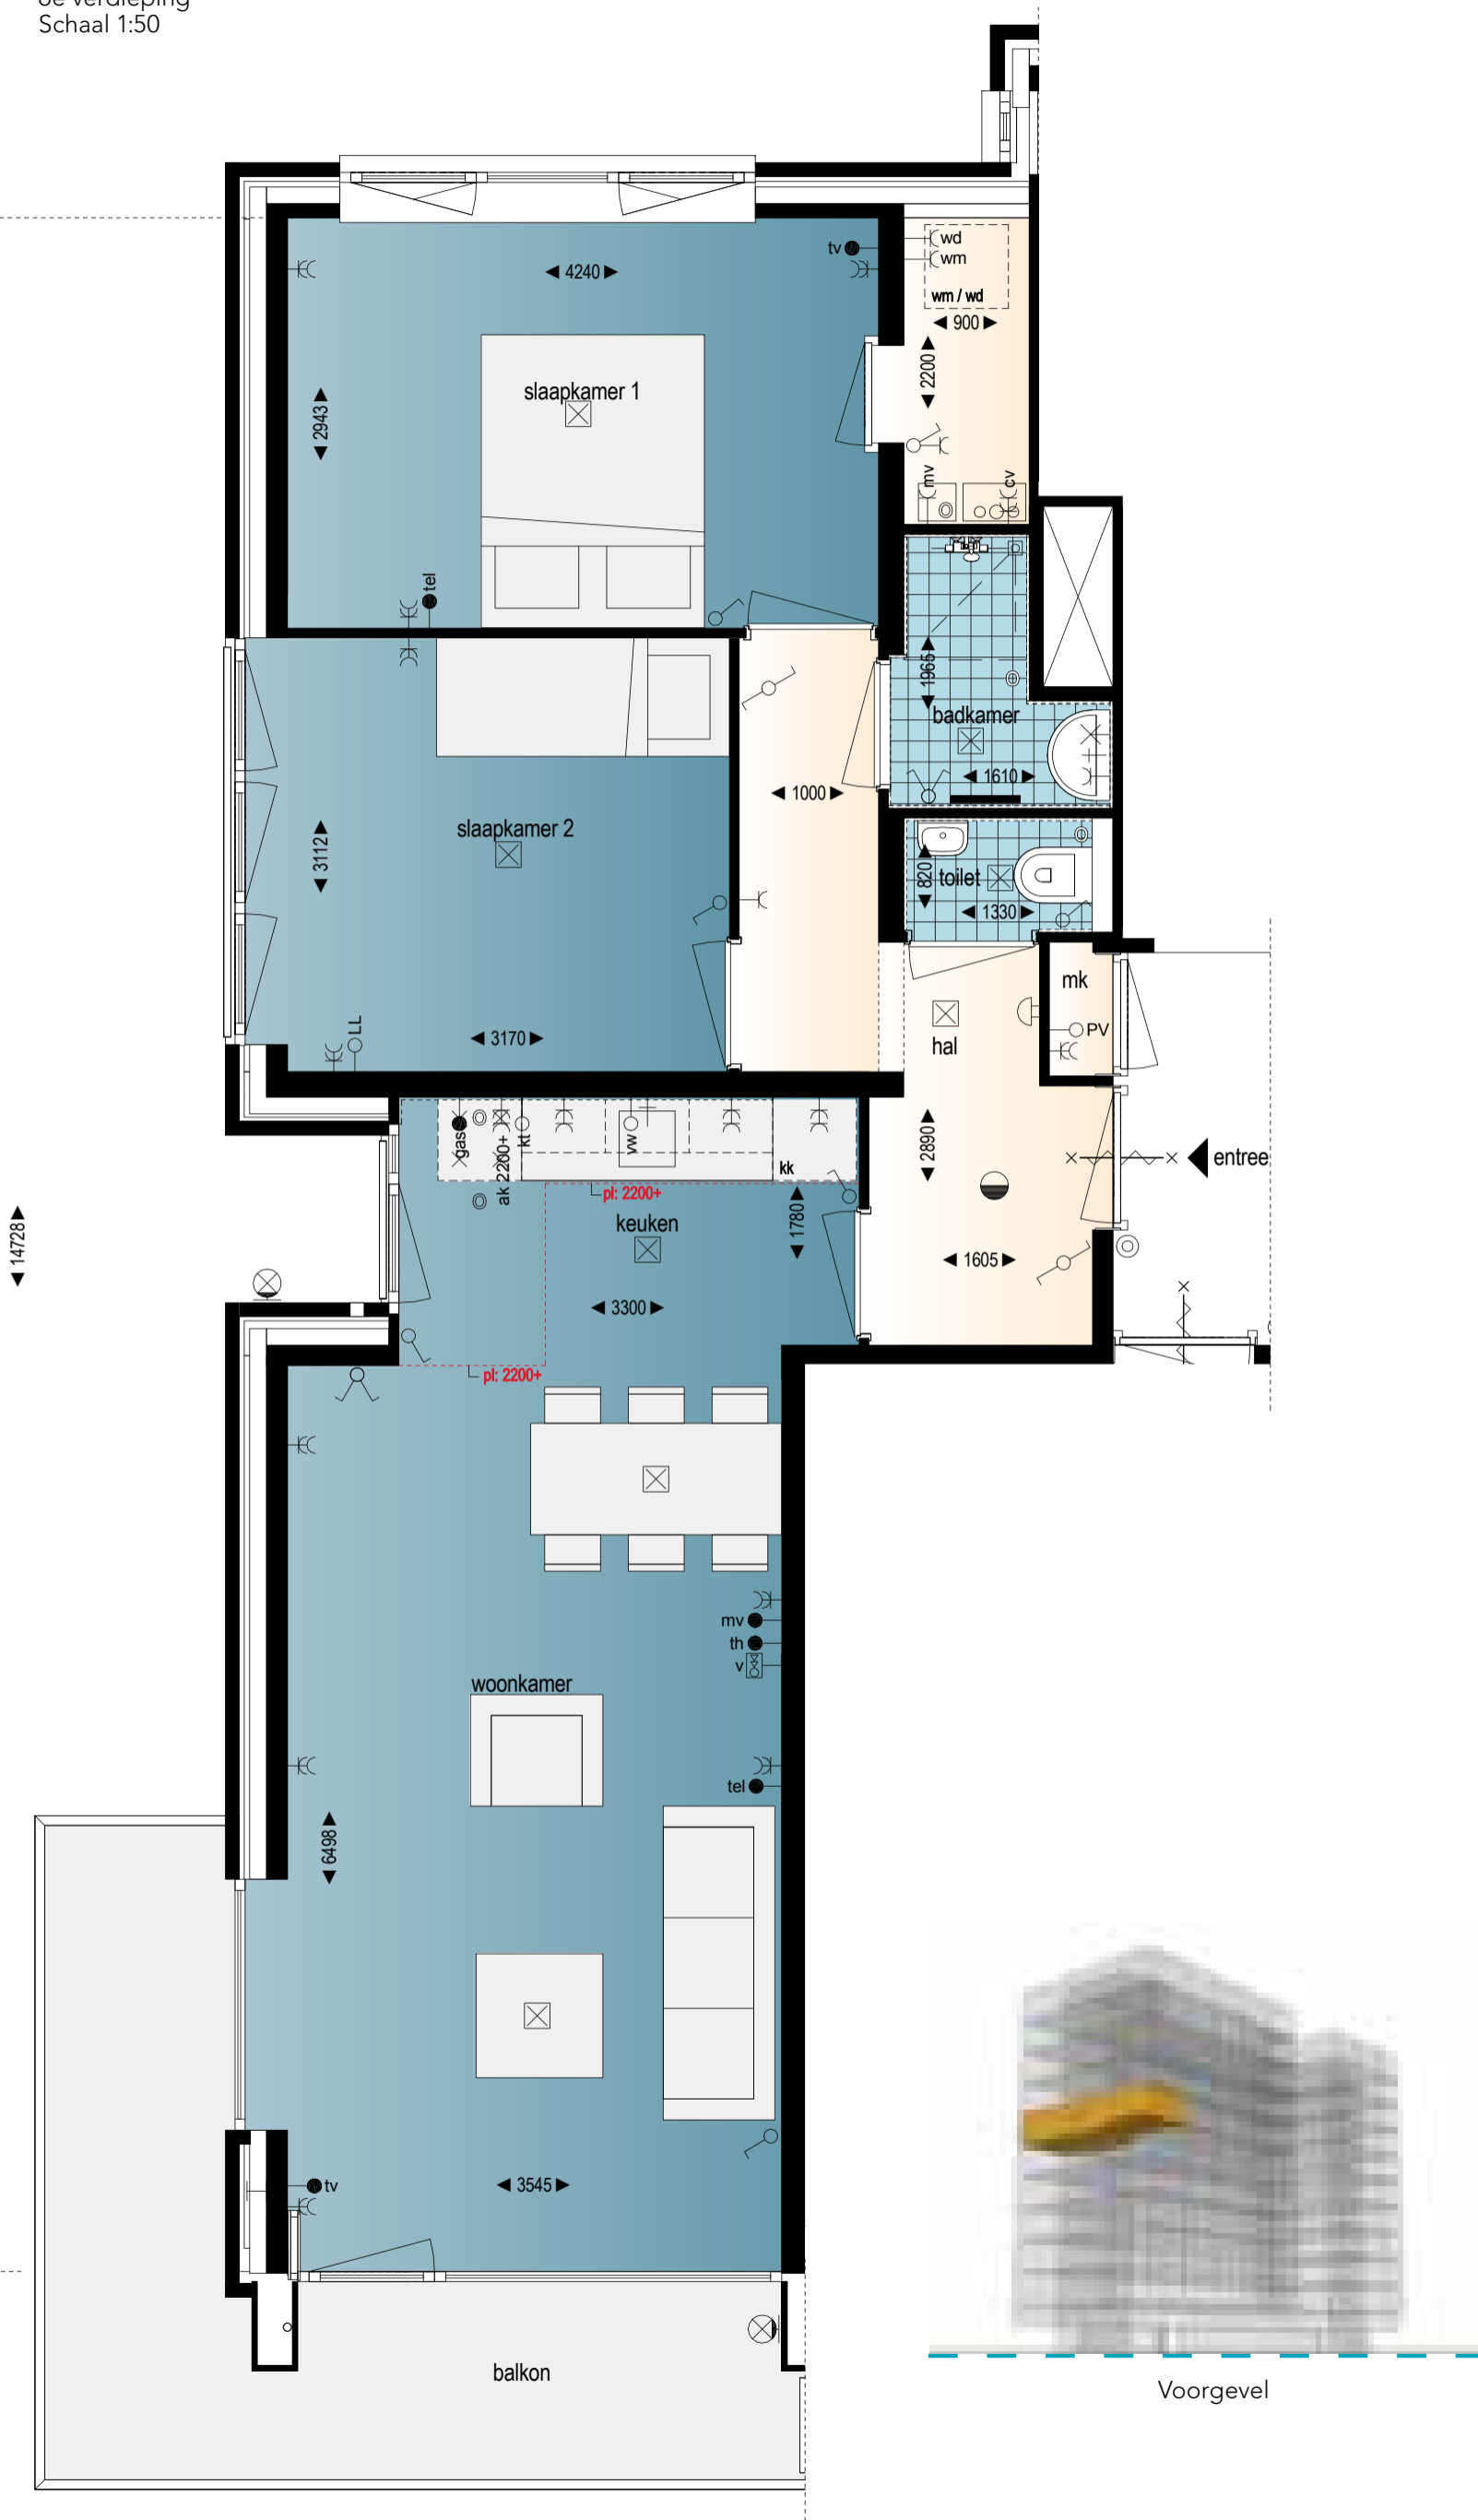 8e verdieping
Schaal 1:50
tv
4240
wd
wm
wm / wd
900
2200
slaapkamer 1
2943
mv
cv
tel
1965
badkamer
1610
1000
slaapkamer 2
3112
820
toilet
1330
mk
PV
hal
LL
3170
gas
ak 2200+
kt
vw
kk
2890
entree
pl: 2200+
keuken
1780
14728
1605
3300
pl: 2200+
mv
th
v
woonkamer
tel
6498
tv
3545
balkon
Voorgevel